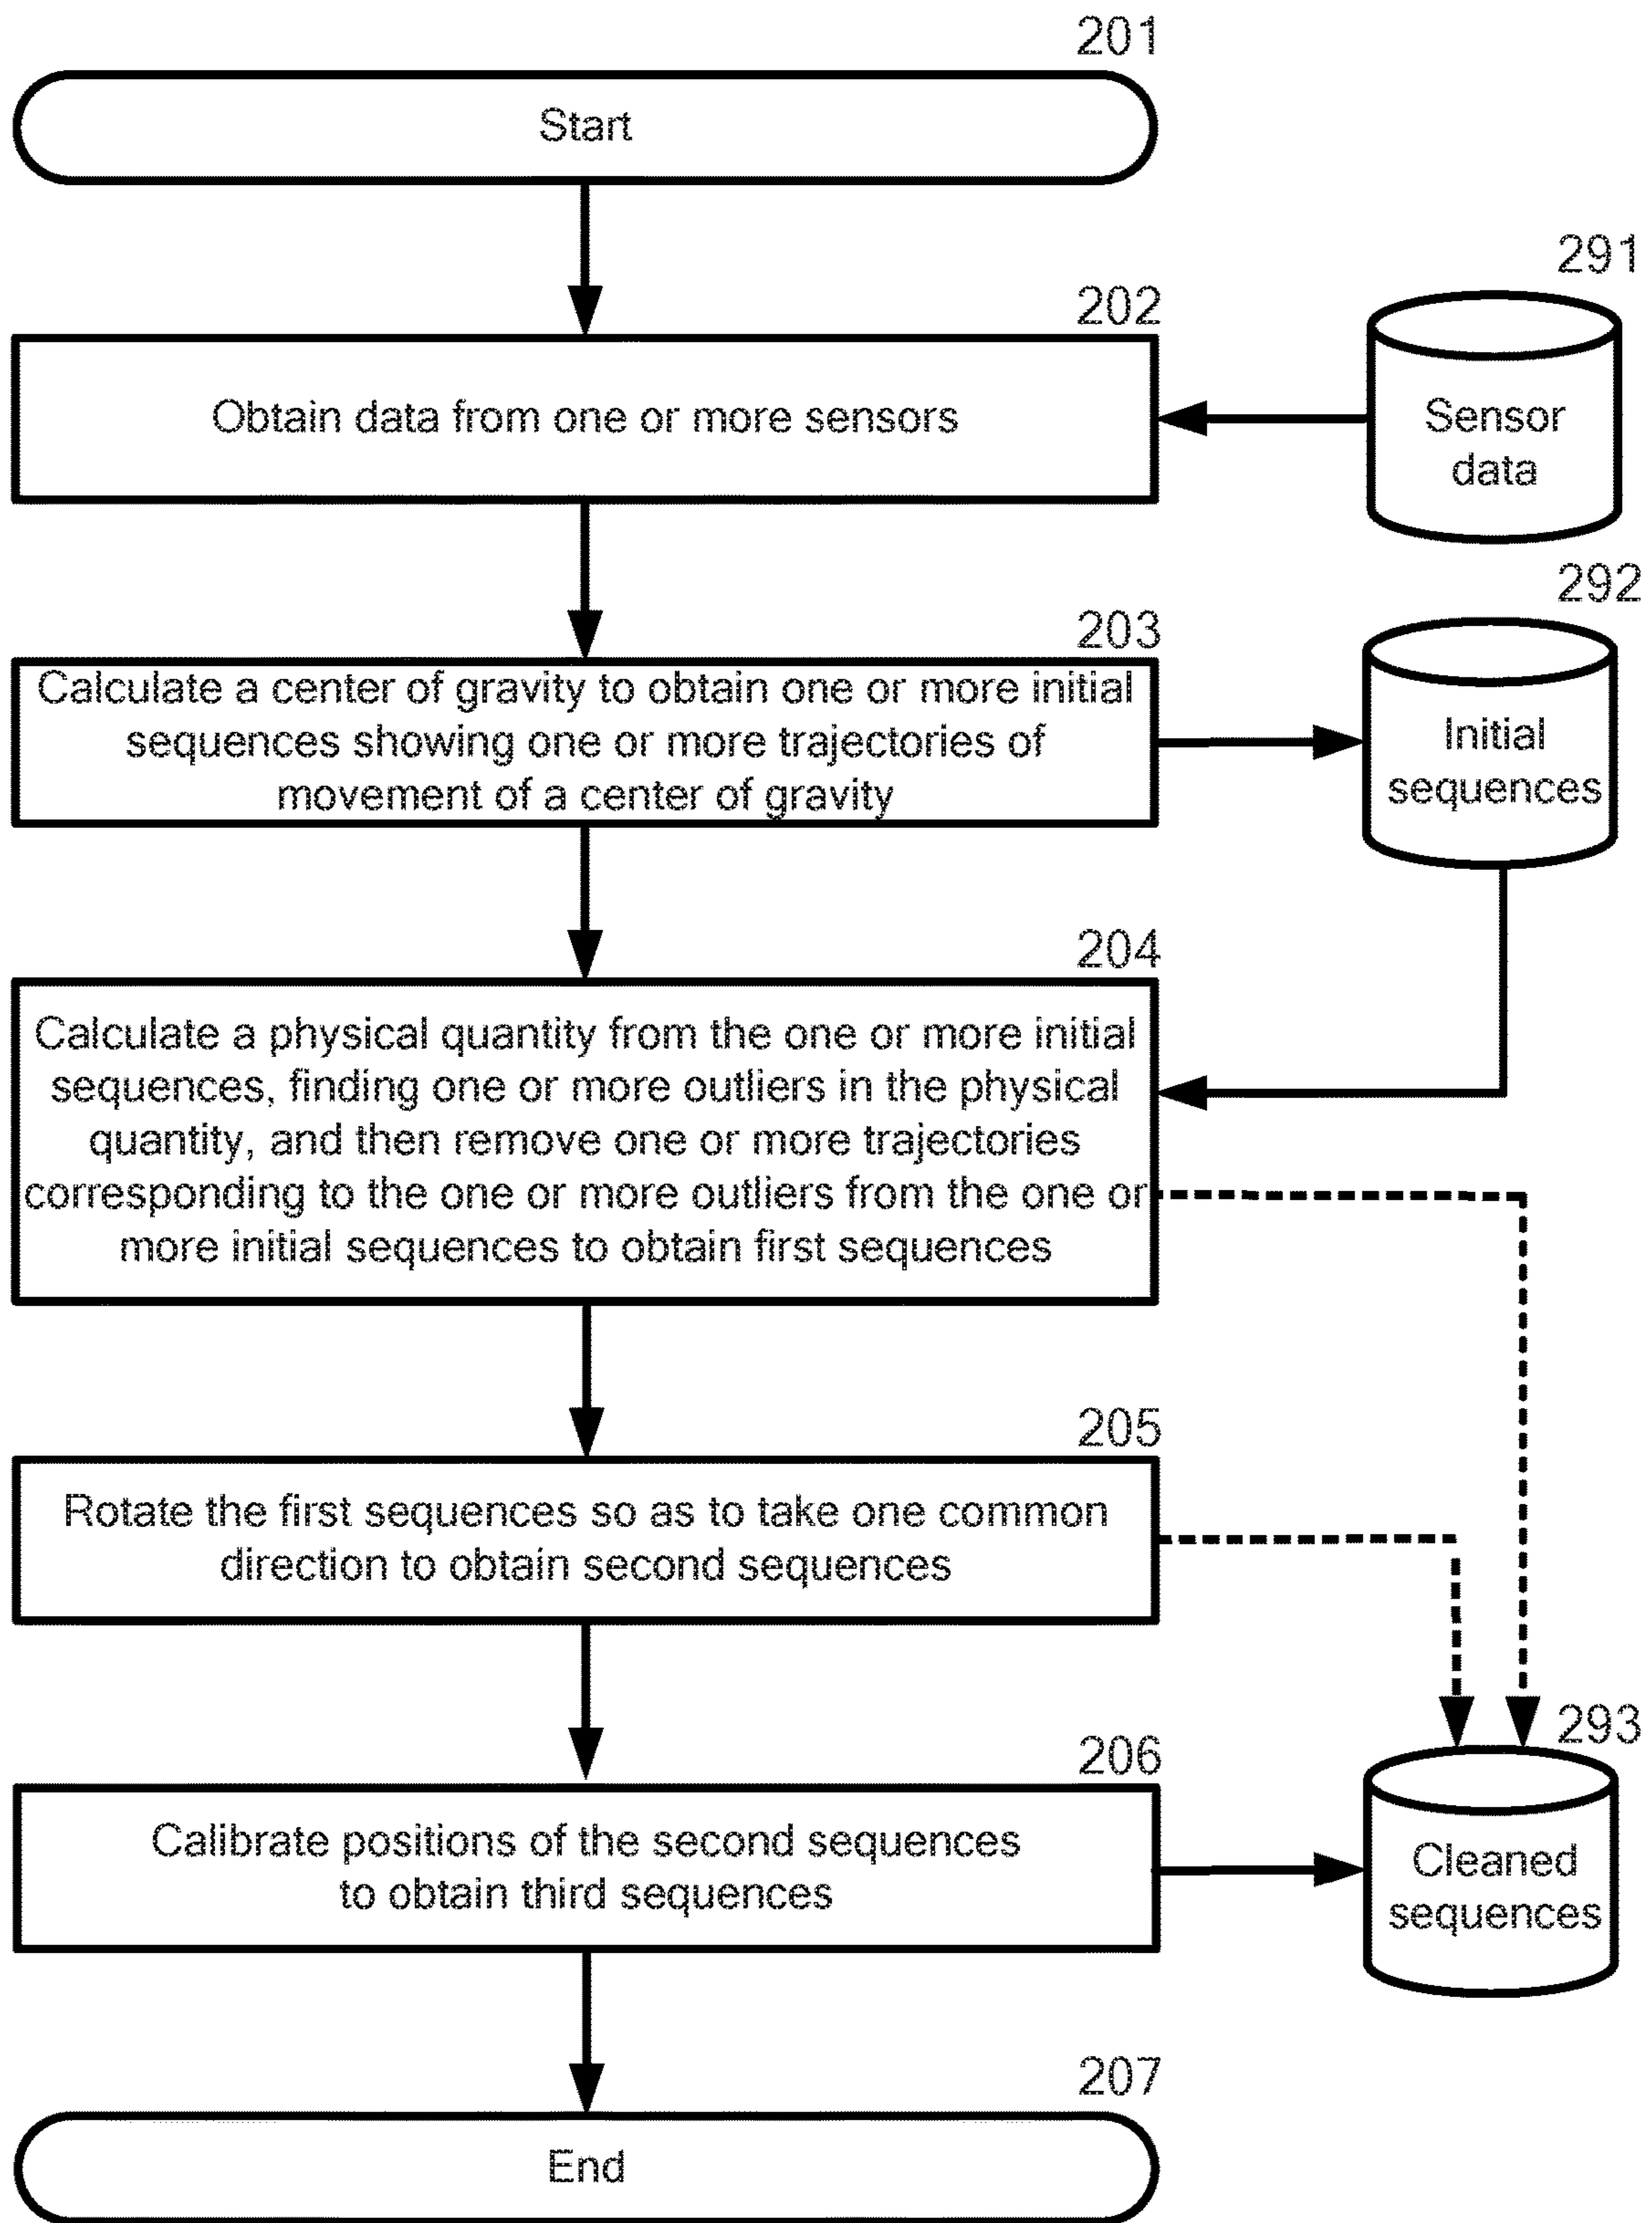 201
Start
291
202
Obtain data from one or more sensors
Sensor
data
292
203
Calculate a center of gravity to obtain one or more initial
sequences showing one or more trajectories of
movement of a center of gravity
Initial
sequences
204
Calculate a physical quantity from the one or more initial
sequences, finding one or more outliers in the physical
quantity, and then remove one or more trajectories
corresponding to the one or more outliers from the one or
more initial sequences to obtain first sequences
205
Rotate the first sequences so as to take one common
direction to obtain second sequences
293
206
Calibrate positions of the second sequences
to obtain third sequences
Cleaned
sequences
207
End